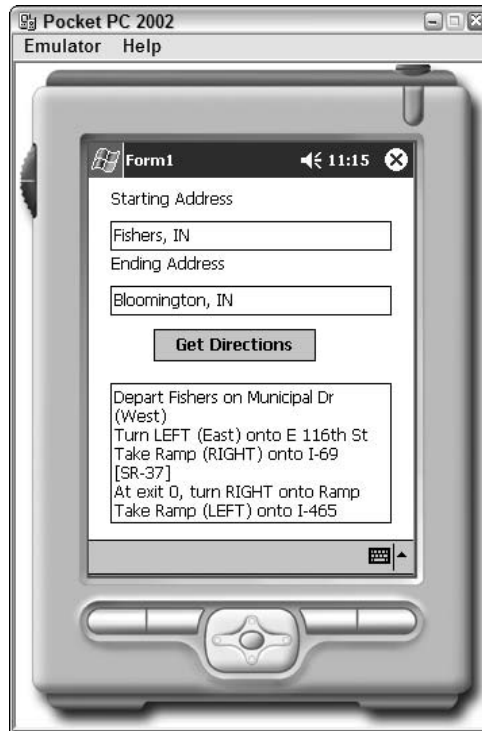 Pocket PC 2002
Emulator Help
Form1 11:15
Starting Address
Fishers, IN
Ending Address
Bloomington, IN
Get Directions
Depart Fishers on Municipal Dr
(West)
Turn LEFT (East) onto E 116th St
Take Ramp (RIGHT) onto I-69
[SR-37]
At exit 0, turn RIGHT onto Ramp
Take Ramp (LEFT) onto I-465